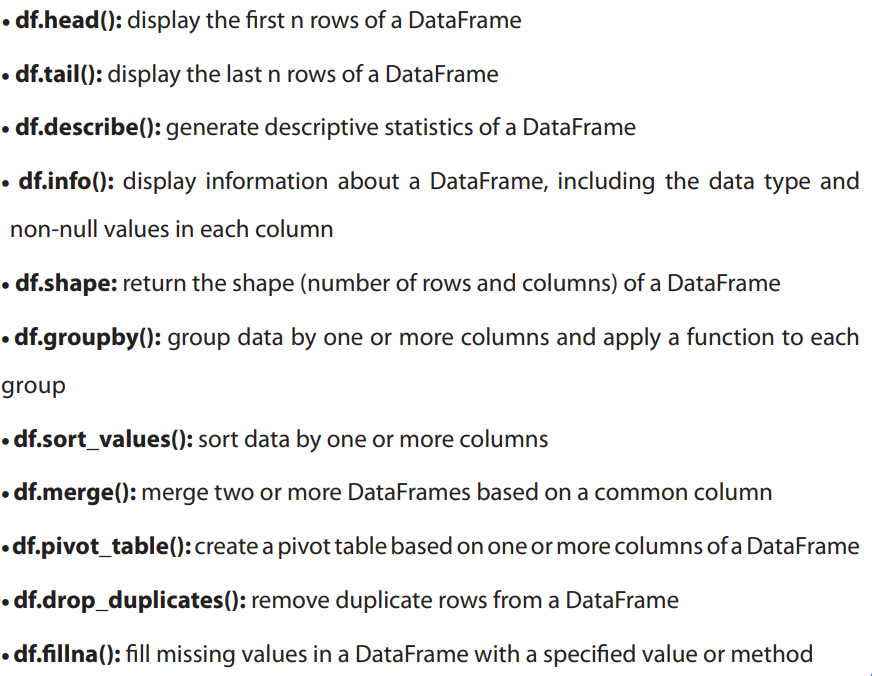 • df.head(): display the first n rows of a DataFrame
• df.tail(): display the last n rows of a DataFrame
• df.describe(): generate descriptive statistics of a DataFrame
• df.info(): display information about a DataFrame, including the data type and
non-null values in each column
• df.shape: return the shape (number of rows and columns) of a DataFrame
• df.groupby(): group data by one or more columns and apply a function to each
group
• df.sort_values(): sort data by one or more columns
• df.merge(): merge two or more DataFrames based on a common column
• df.pivot_table(): create a pivot table based on one or more columns of a DataFrame
• df.drop_duplicates(): remove duplicate rows from a DataFrame
• df.fillna(): fill missing values in a DataFrame with a specified value or method